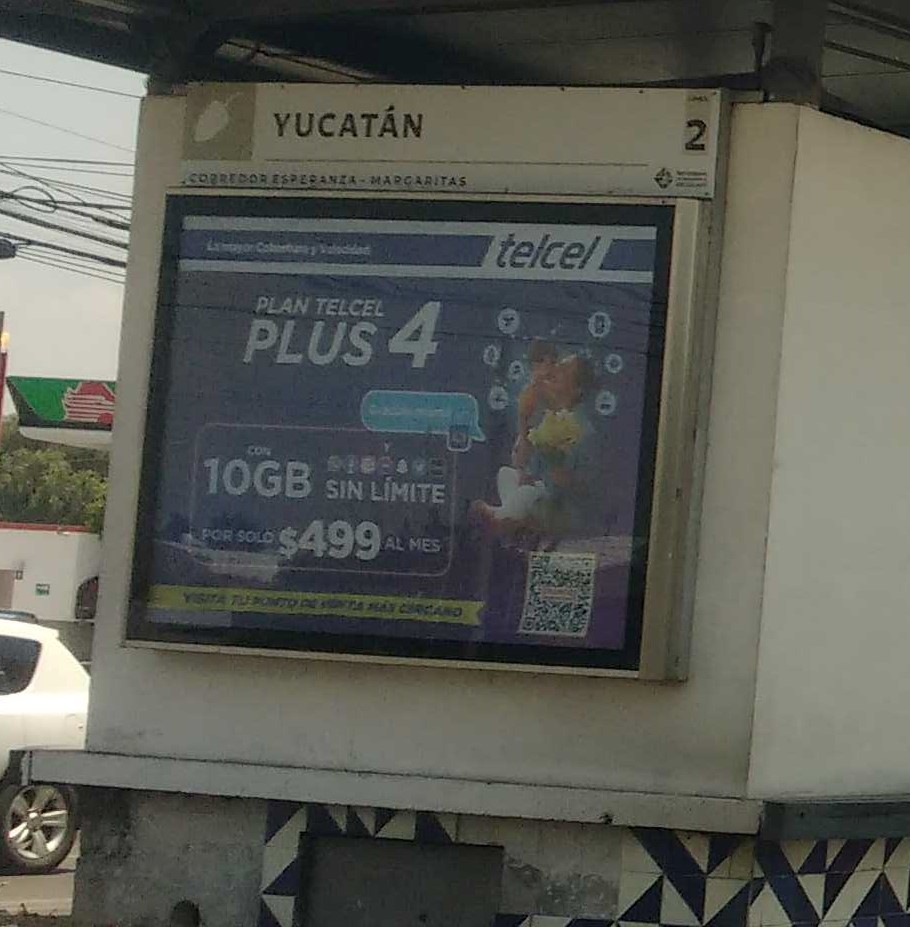 YUCATÁN
LÍNEA
2
CORREDOR ESPERANZA - MARGARITAS
La mayor Cobertura y Velocidad
telcel
PLAN TELCEL
PLUS 4
CON
10GB
Y
SIN LÍMITE
POR SOLO $499 AL MES
VISITA TU PUNTO DE VENTA MÁS CERCANO